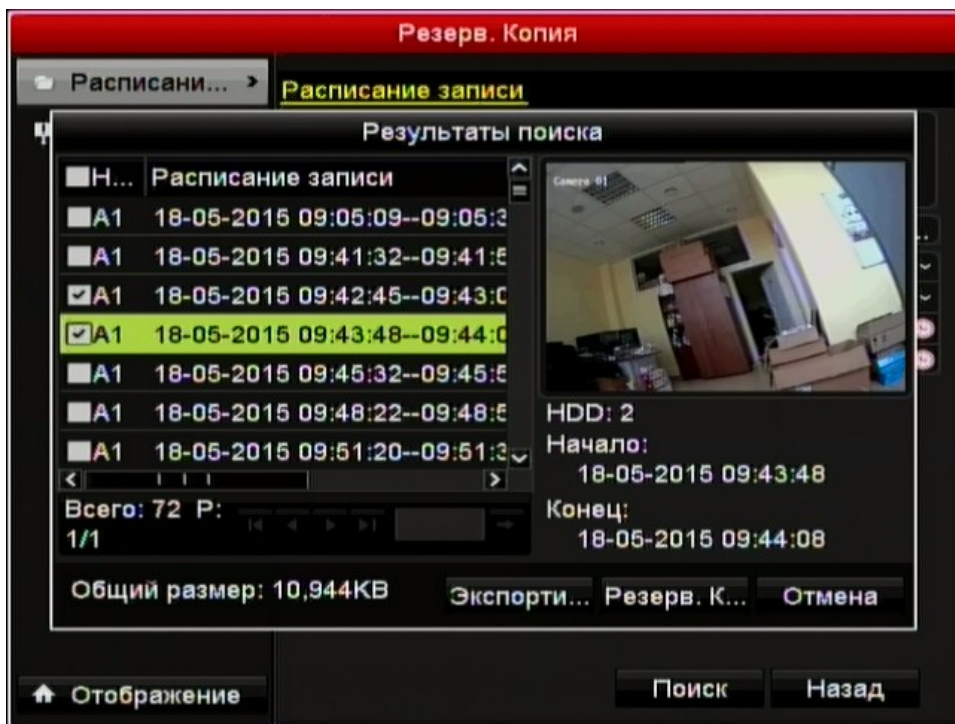 Резерв. Копия
Расписани... >
Расписание записи
Результаты поиска
Н... Расписание записи
A1 18-05-2015 09:05:09--09:05:3
A1 18-05-2015 09:41:32--09:41:5
A1 18-05-2015 09:42:45--09:43:0
A1 18-05-2015 09:43:48--09:44:0
A1 18-05-2015 09:45:32--09:45:5
A1 18-05-2015 09:48:22--09:48:5
A1 18-05-2015 09:51:20--09:51:3
Camera 01
HDD: 2
Начало:
18-05-2015 09:43:48
Конец:
18-05-2015 09:44:08
Всего: 72 P:
1/1
Общий размер: 10,944KB
Экспорти... Резерв. К... Отмена
Отображение
Поиск Назад